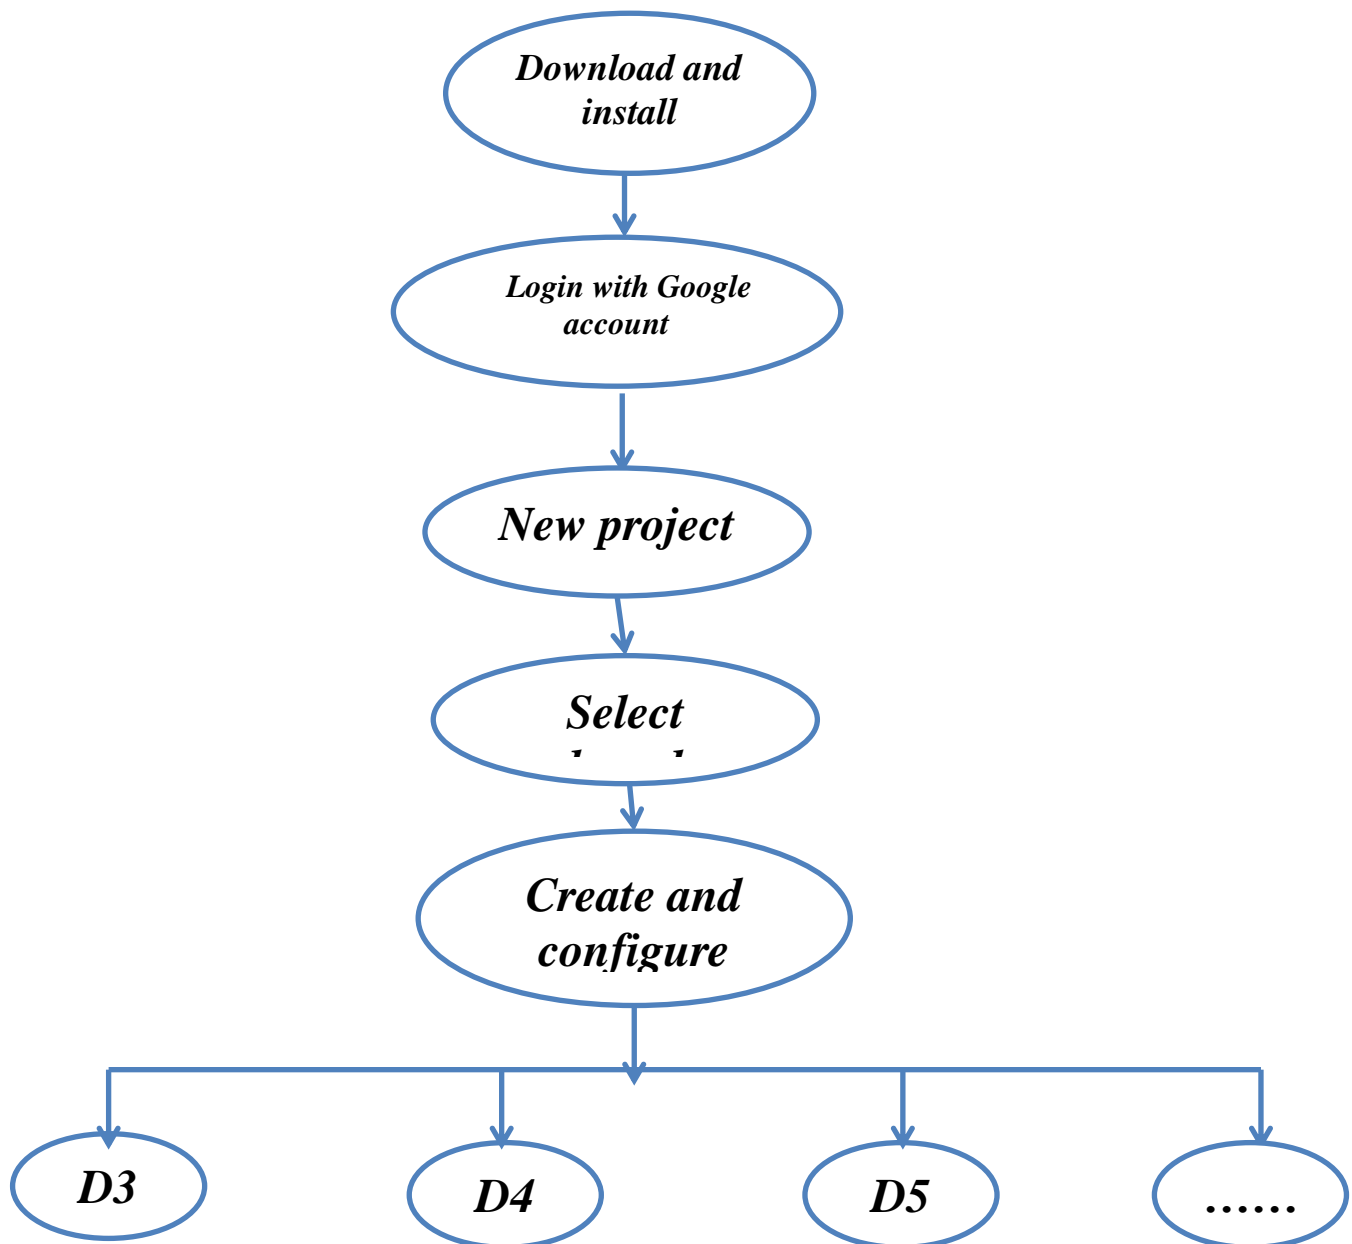 Download and
install
Login with Google
account
New project
Select
Create and
configure
D3
D4
D5
......